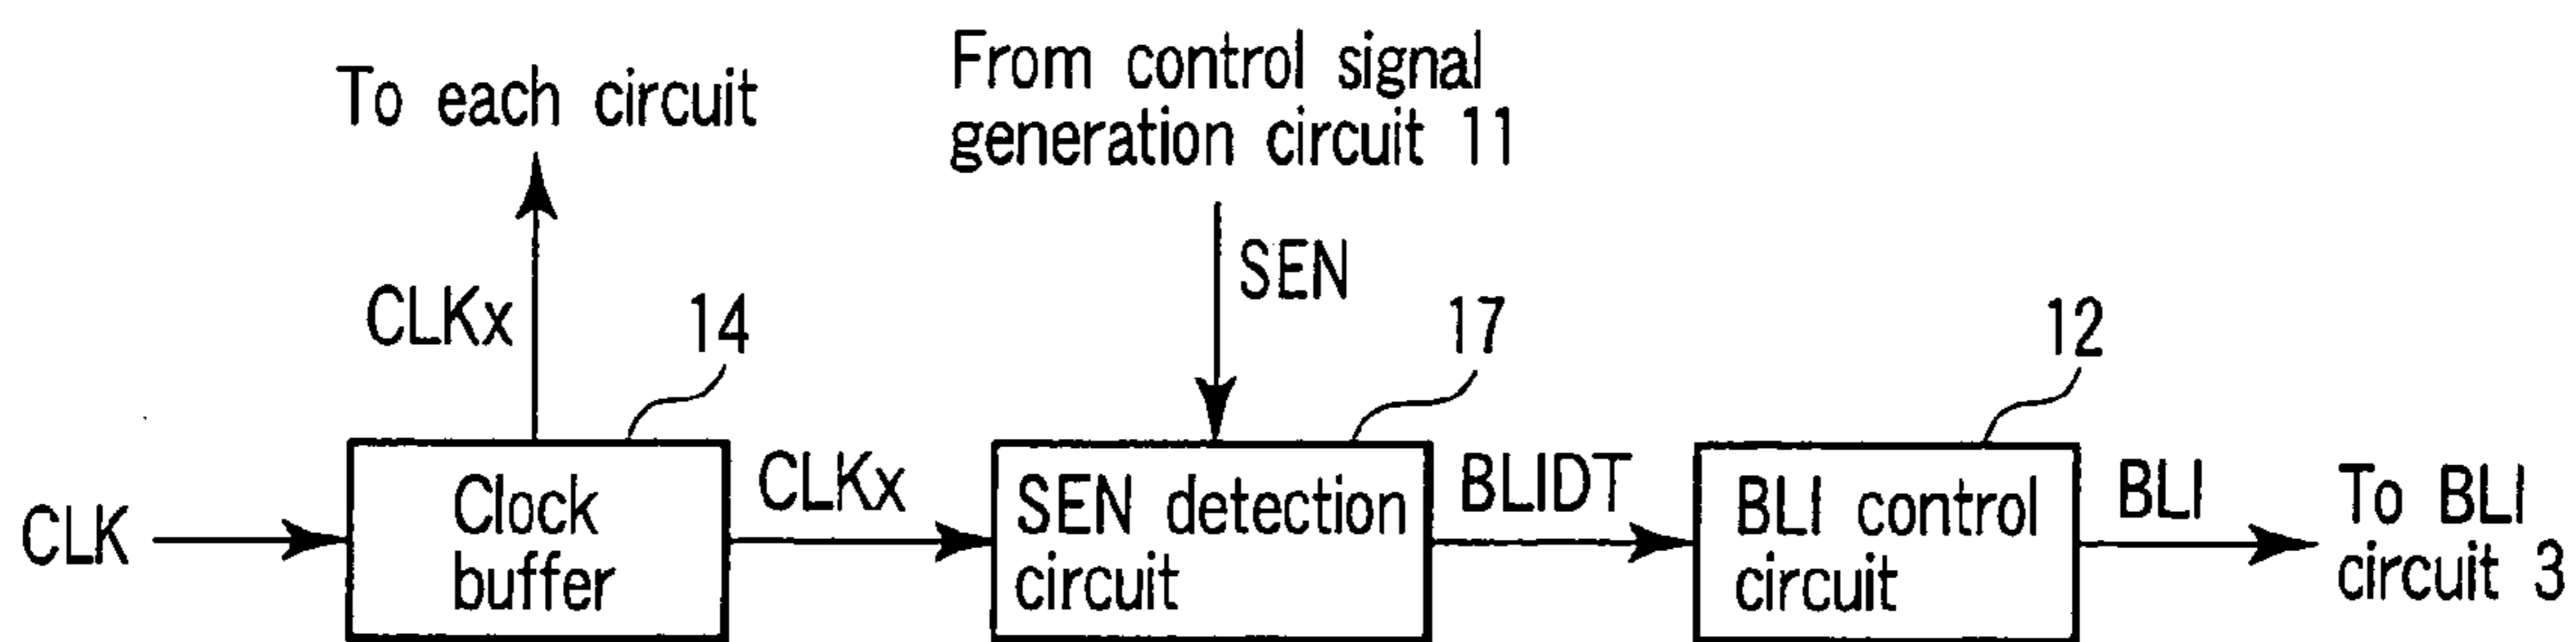 To each circuit
From control signal
generation circuit 11
CLKx
SEN
14
17
12
CLK
Clock
buffer
CLKx
SEN detection
circuit
BLIDT
BLI control
circuit
BLI
To BLI
circuit 3